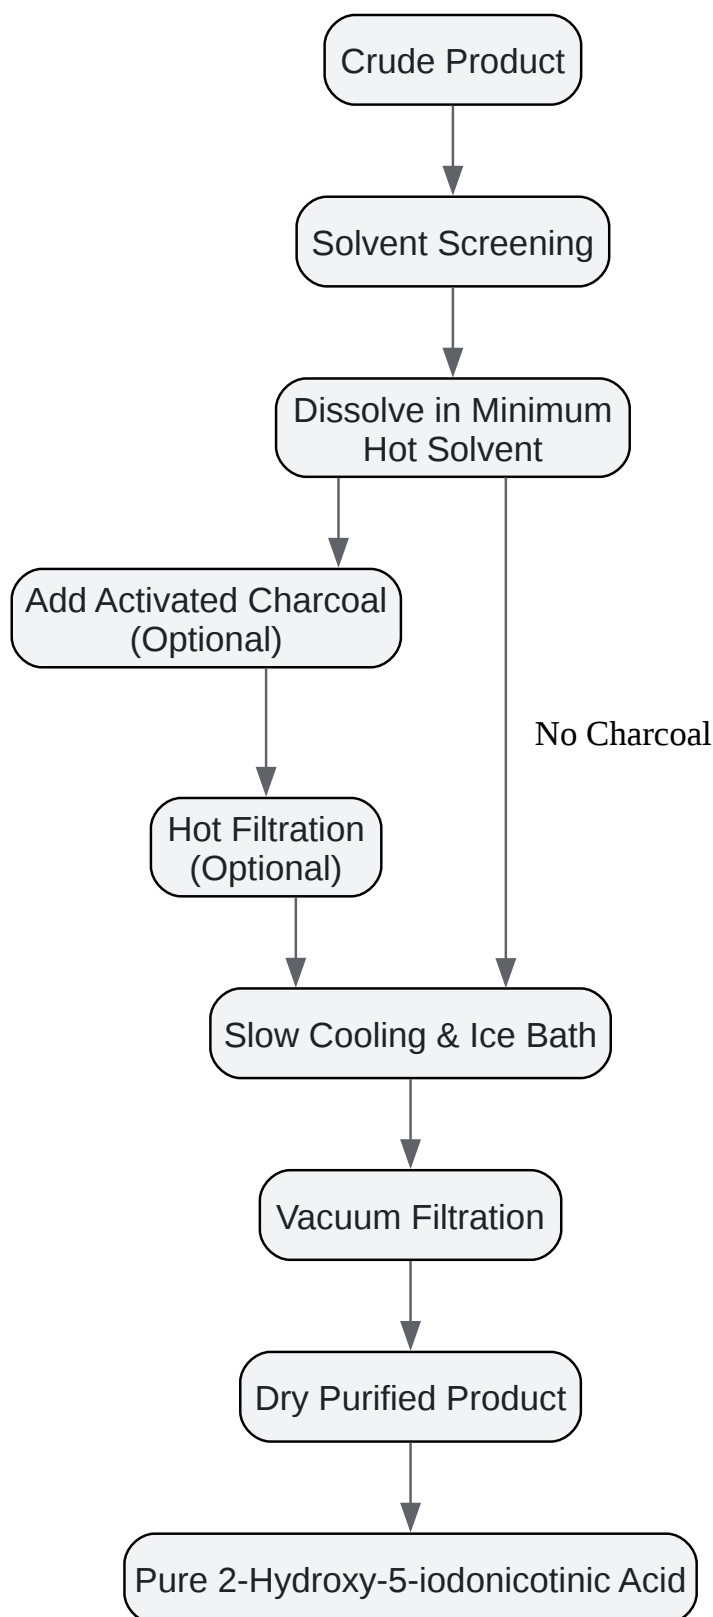 Crude Product
Solvent Screening
Dissolve in Minimum
Hot Solvent
Add Activated Charcoal
(Optional)
No Charcoal
Hot Filtration
(Optional)
Slow Cooling & Ice Bath
Vacuum Filtration
Dry Purified Product
Pure 2-Hydroxy-5-iodonicotinic Acid